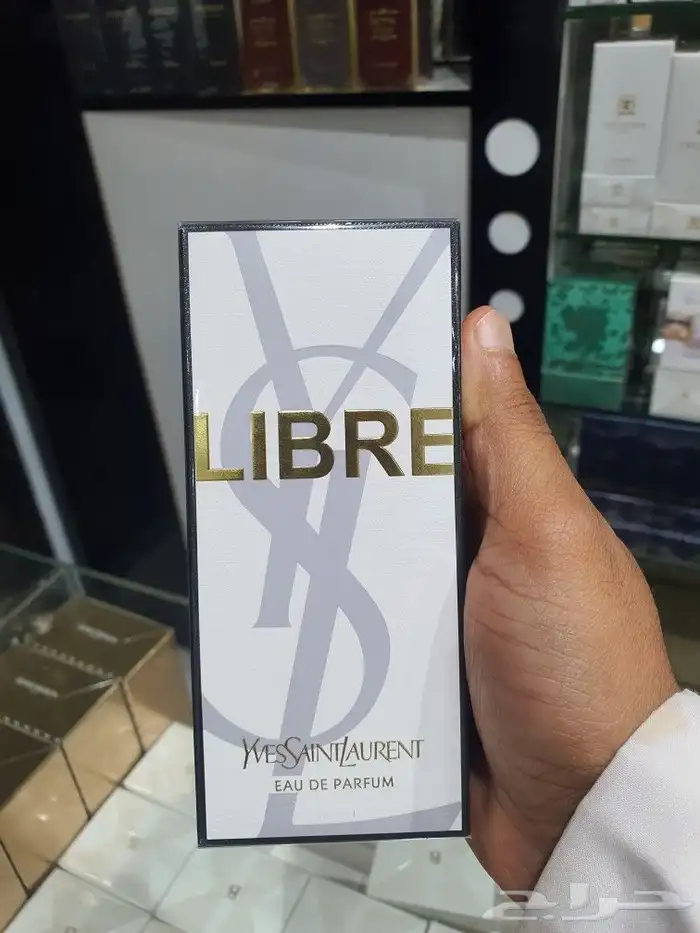 LIBRE
YVESSAINTLAURENT
EAU DE PARFUM
حراج